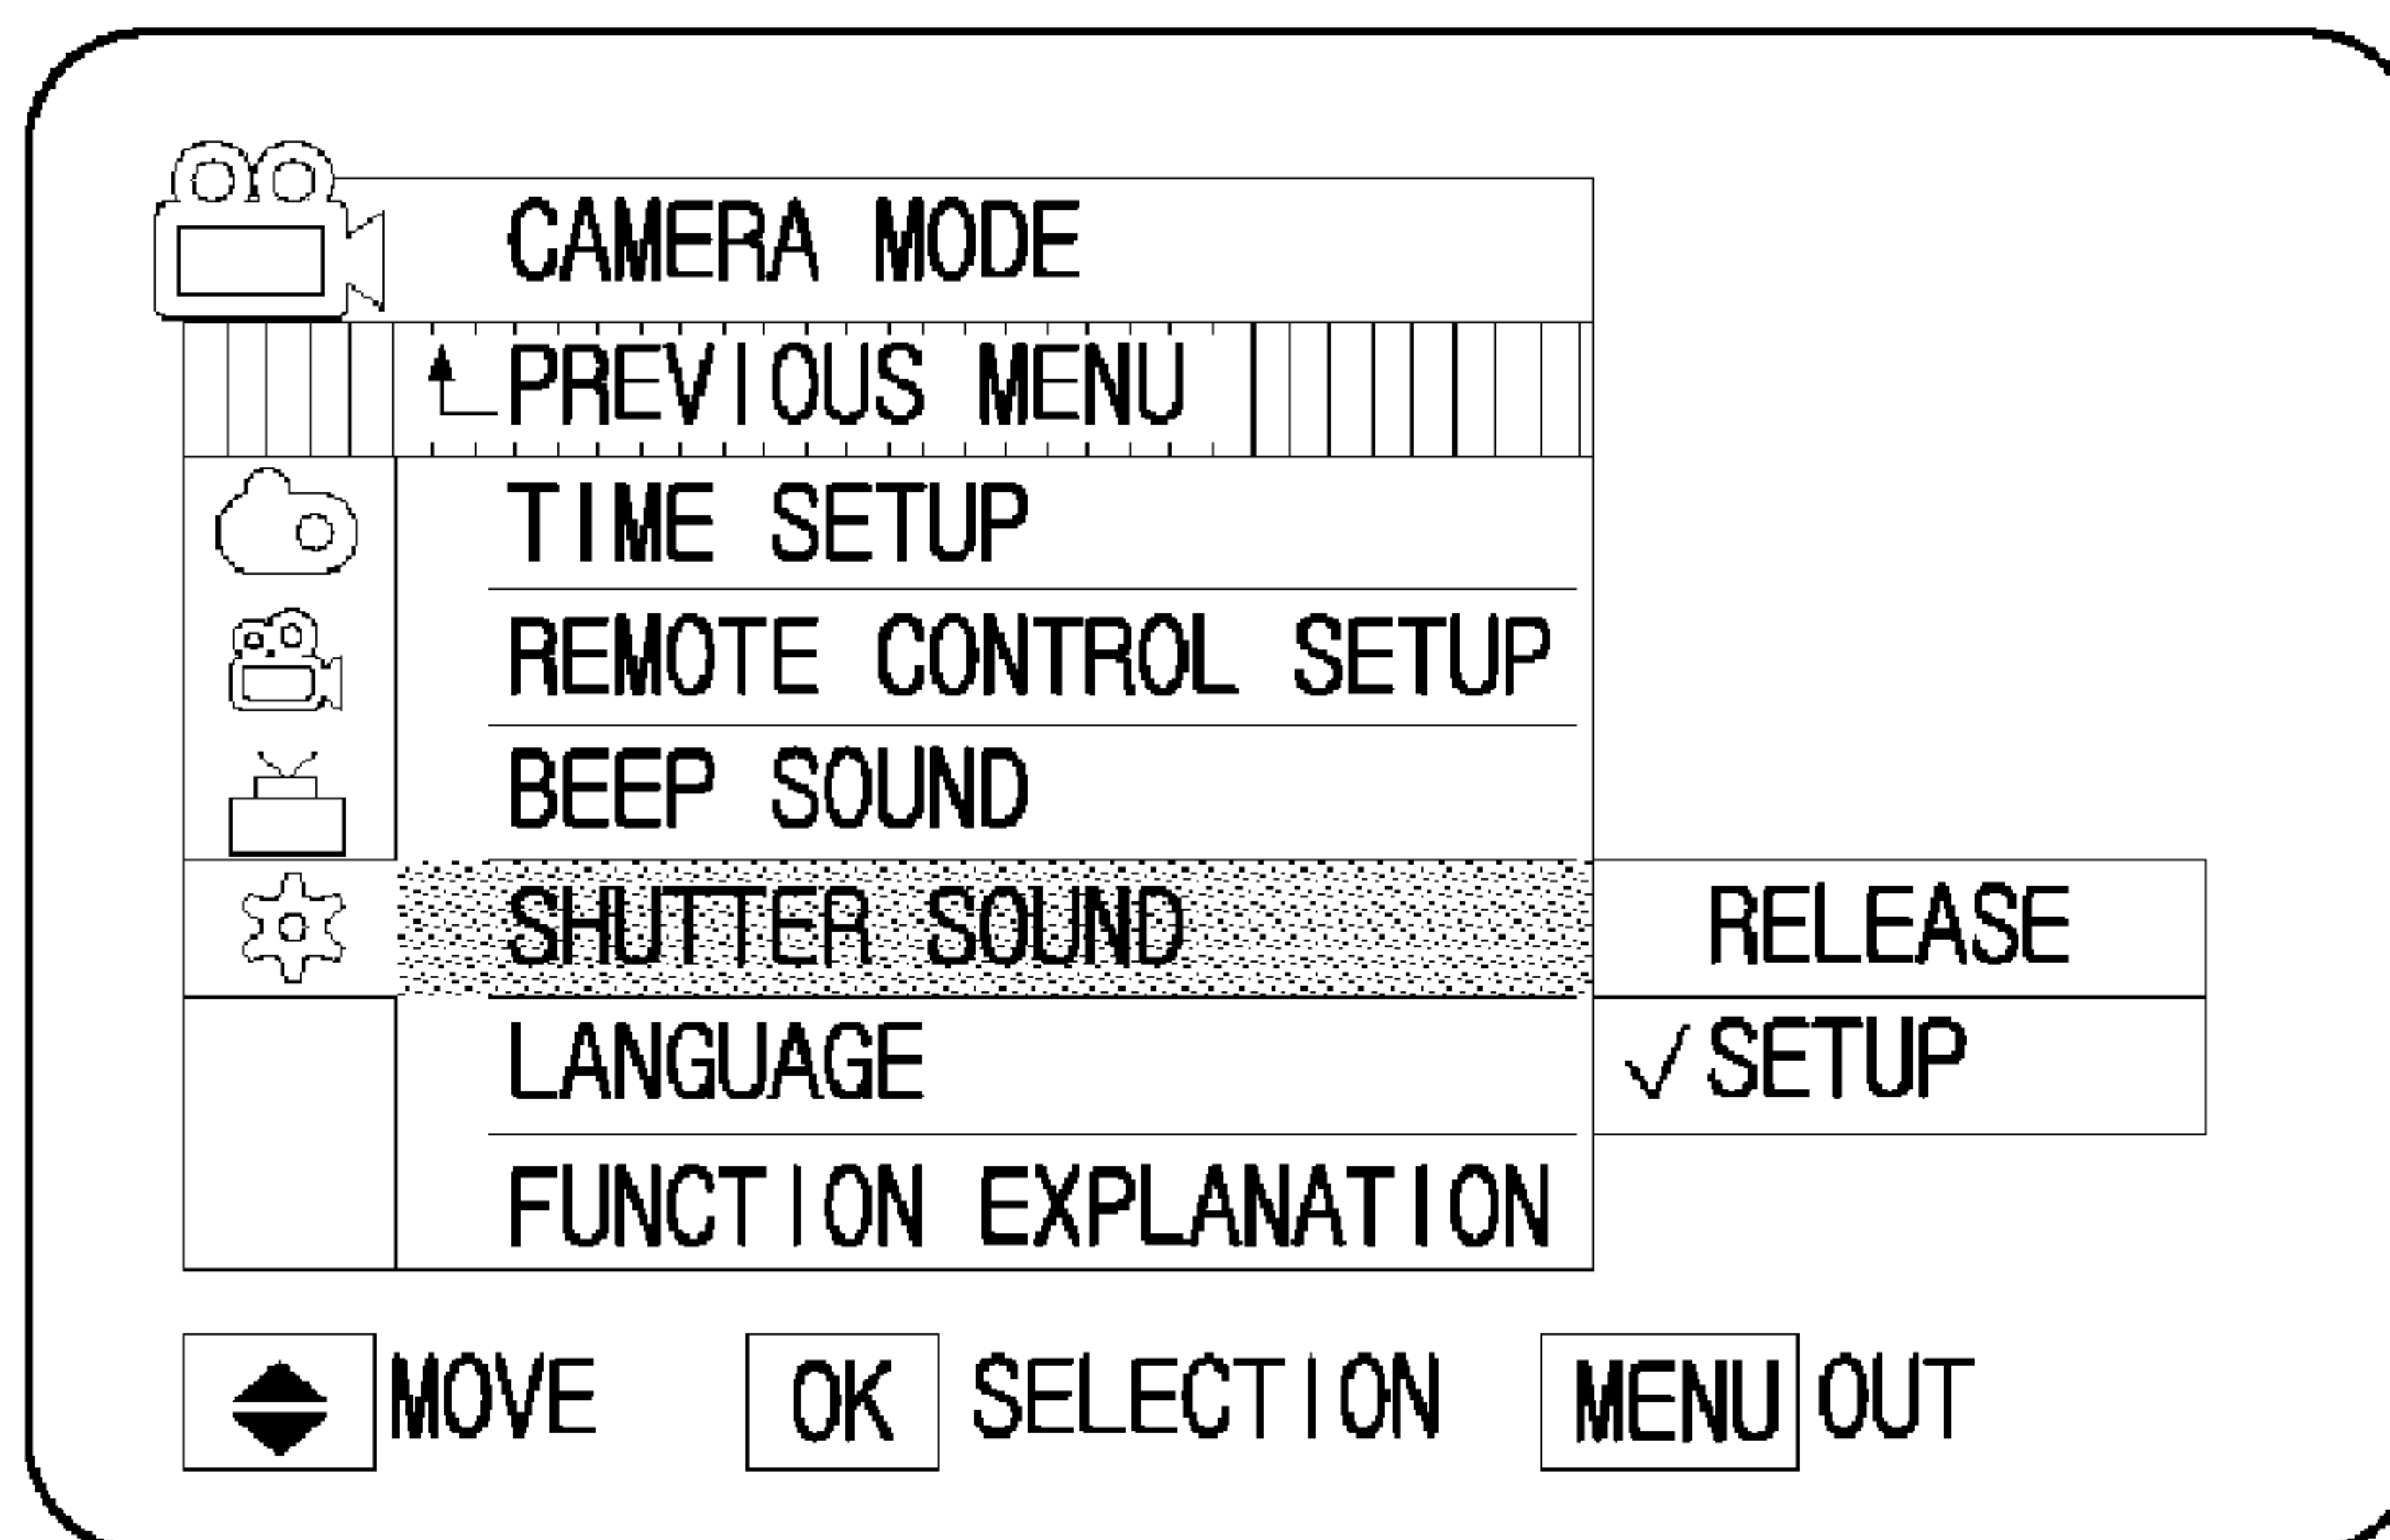 CAMERA MODE
PREVIOUS MENU
TIME SETUP
REMOTE CONTROL SETUP
BEEP SOUND
SHUTTER SOUND RELEASE
LANGUAGE √SETUP
FUNCTION EXPLANATION
MOVE OK SELECTION MENU OUT